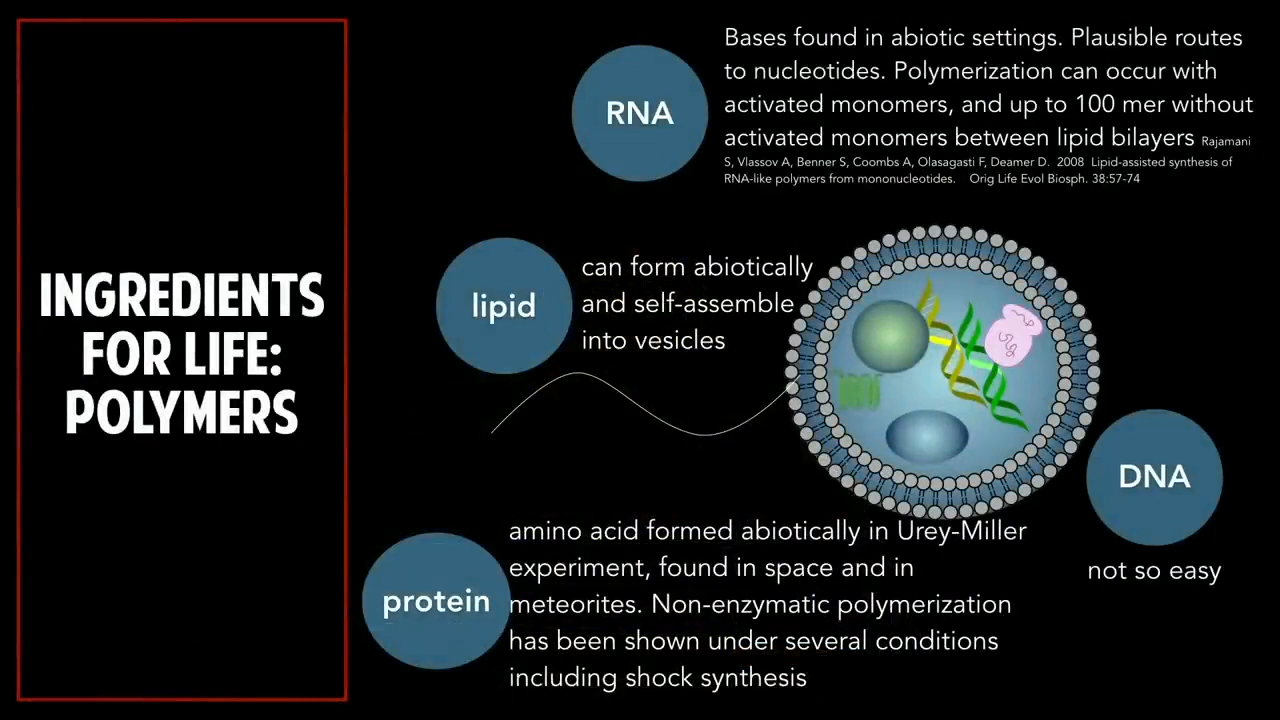 INGREDIENTS
FOR LIFE:
POLYMERS
RNA
Bases found in abiotic settings. Plausible routes
to nucleotides. Polymerization can occur with
activated monomers, and up to 100 mer without
activated monomers between lipid bilayers Rajamani
S, Vlassov A, Benner S, Coombs A, Olasagasti F, Deamer D. 2008 Lipid-assisted synthesis of
RNA-like polymers from mononucleotides. Orig Life Evol Biosph. 38:57-74
lipid
can form abiotically
and self-assemble
into vesicles
DNA
not so easy
protein
amino acid formed abiotically in Urey-Miller
experiment, found in space and in
meteorites. Non-enzymatic polymerization
has been shown under several conditions
including shock synthesis